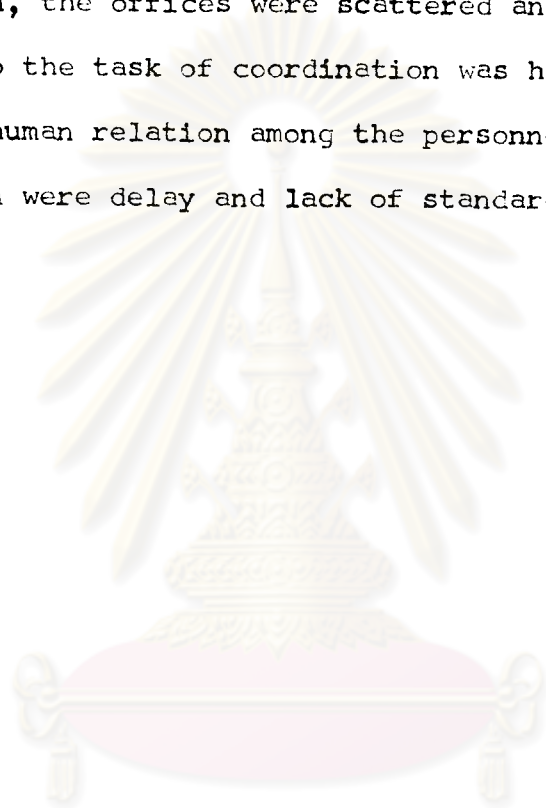 , the offices were scattered an
the task of coordination was h
uman relation among the personn
were delay and lack of standar